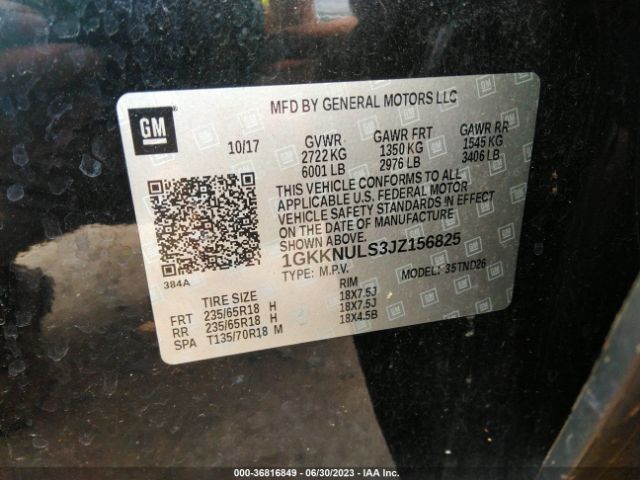 GM
MFD BY GENERAL MOTORS LLC
10/17
GVWR
2722 KG
6001 LB
GAWR FRT
1350 KG
2976 LB
GAWR RR
1545 KG
3406 LB
THIS VEHICLE CONFORMS TO ALL
APPLICABLE U.S. FEDERAL MOTOR
VEHICLE SAFETY STANDARDS IN EFFECT
ON THE DATE OF MANUFACTURE
SHOWN ABOVE.
1GKKNULS3JZ156825
TYPE: M.P.V.
MODEL: 35TND26
384A
TIRE SIZE RIM
FRT 235/65R18 H 18X7.5J
RR 235/65R18 H 18X7.5J
SPA T135/70R18 M 18X4.5B
000-36816849 — 06/30/2023 — IAA Inc.